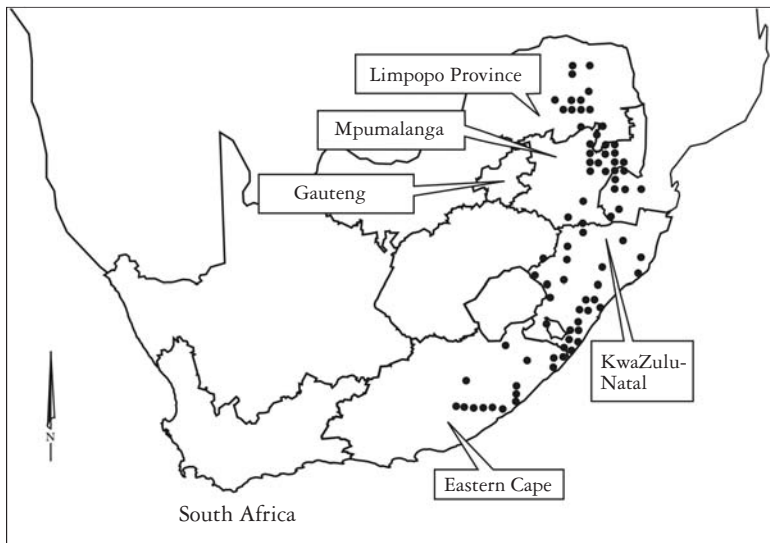 Limpopo Province
Mpumalanga
Gauteng
KwaZulu-
Natal
N
Eastern Cape
South Africa